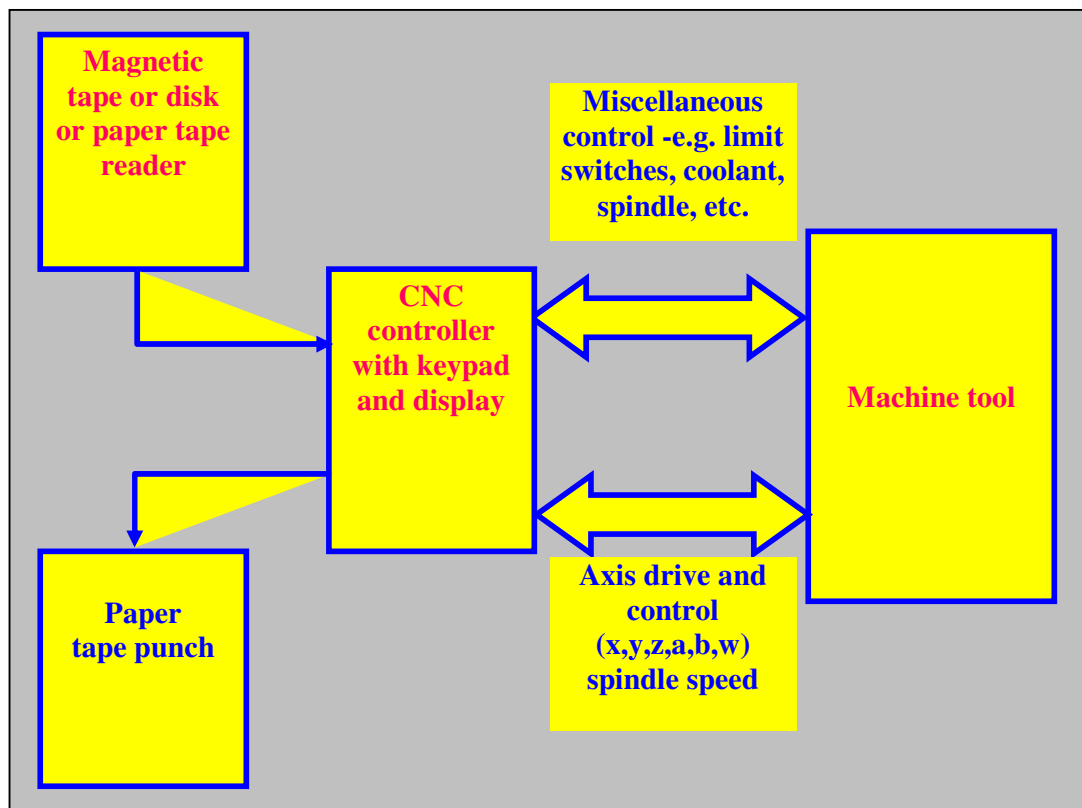 Magnetic
tape or disk
or paper tape
reader
Miscellaneous
control -e.g. limit
switches, coolant,
spindle, etc.
CNC
controller
with keypad
and display
Machine tool
Paper
tape punch
Axis drive and
control
(x,y,z,a,b,w)
spindle speed